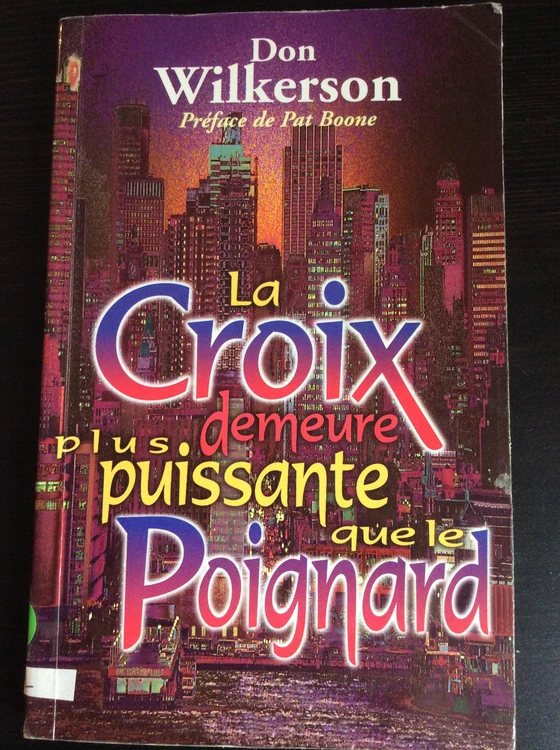 Don
Wilkerson
Préface de Pat Boone
La
Croix
demeure
plus
puissante
que le
Poignard